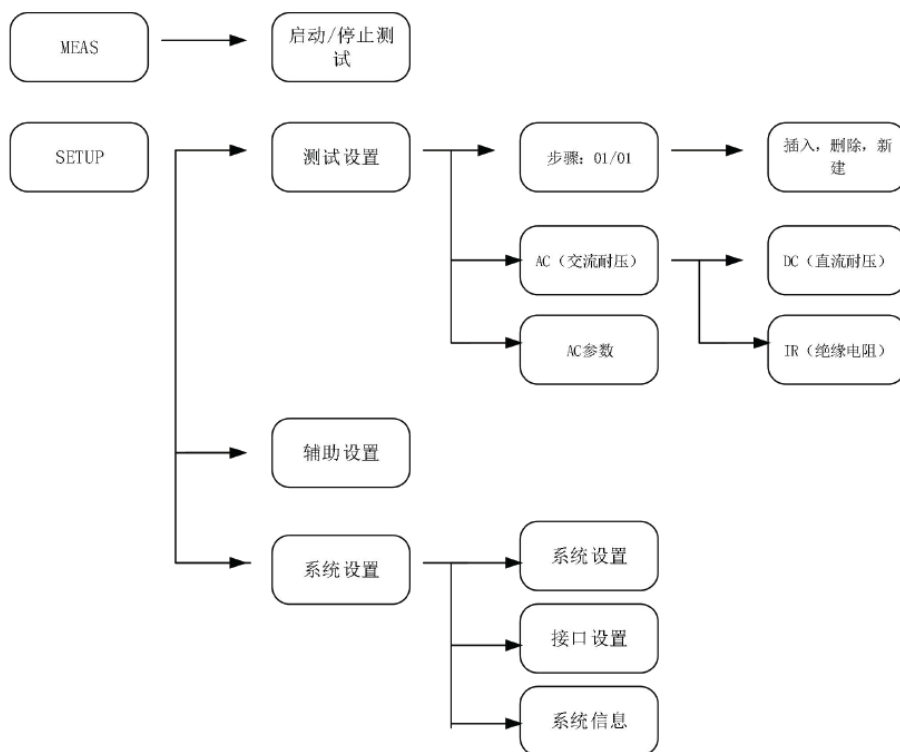 MEAS
启动/停止测
试
SETUP
测试设置
步骤：01/01
插入，删除，新
建
AC（交流耐压）
DC（直流耐压）
AC参数
IR（绝缘电阻）
辅助设置
系统设置
系统设置
接口设置
系统信息